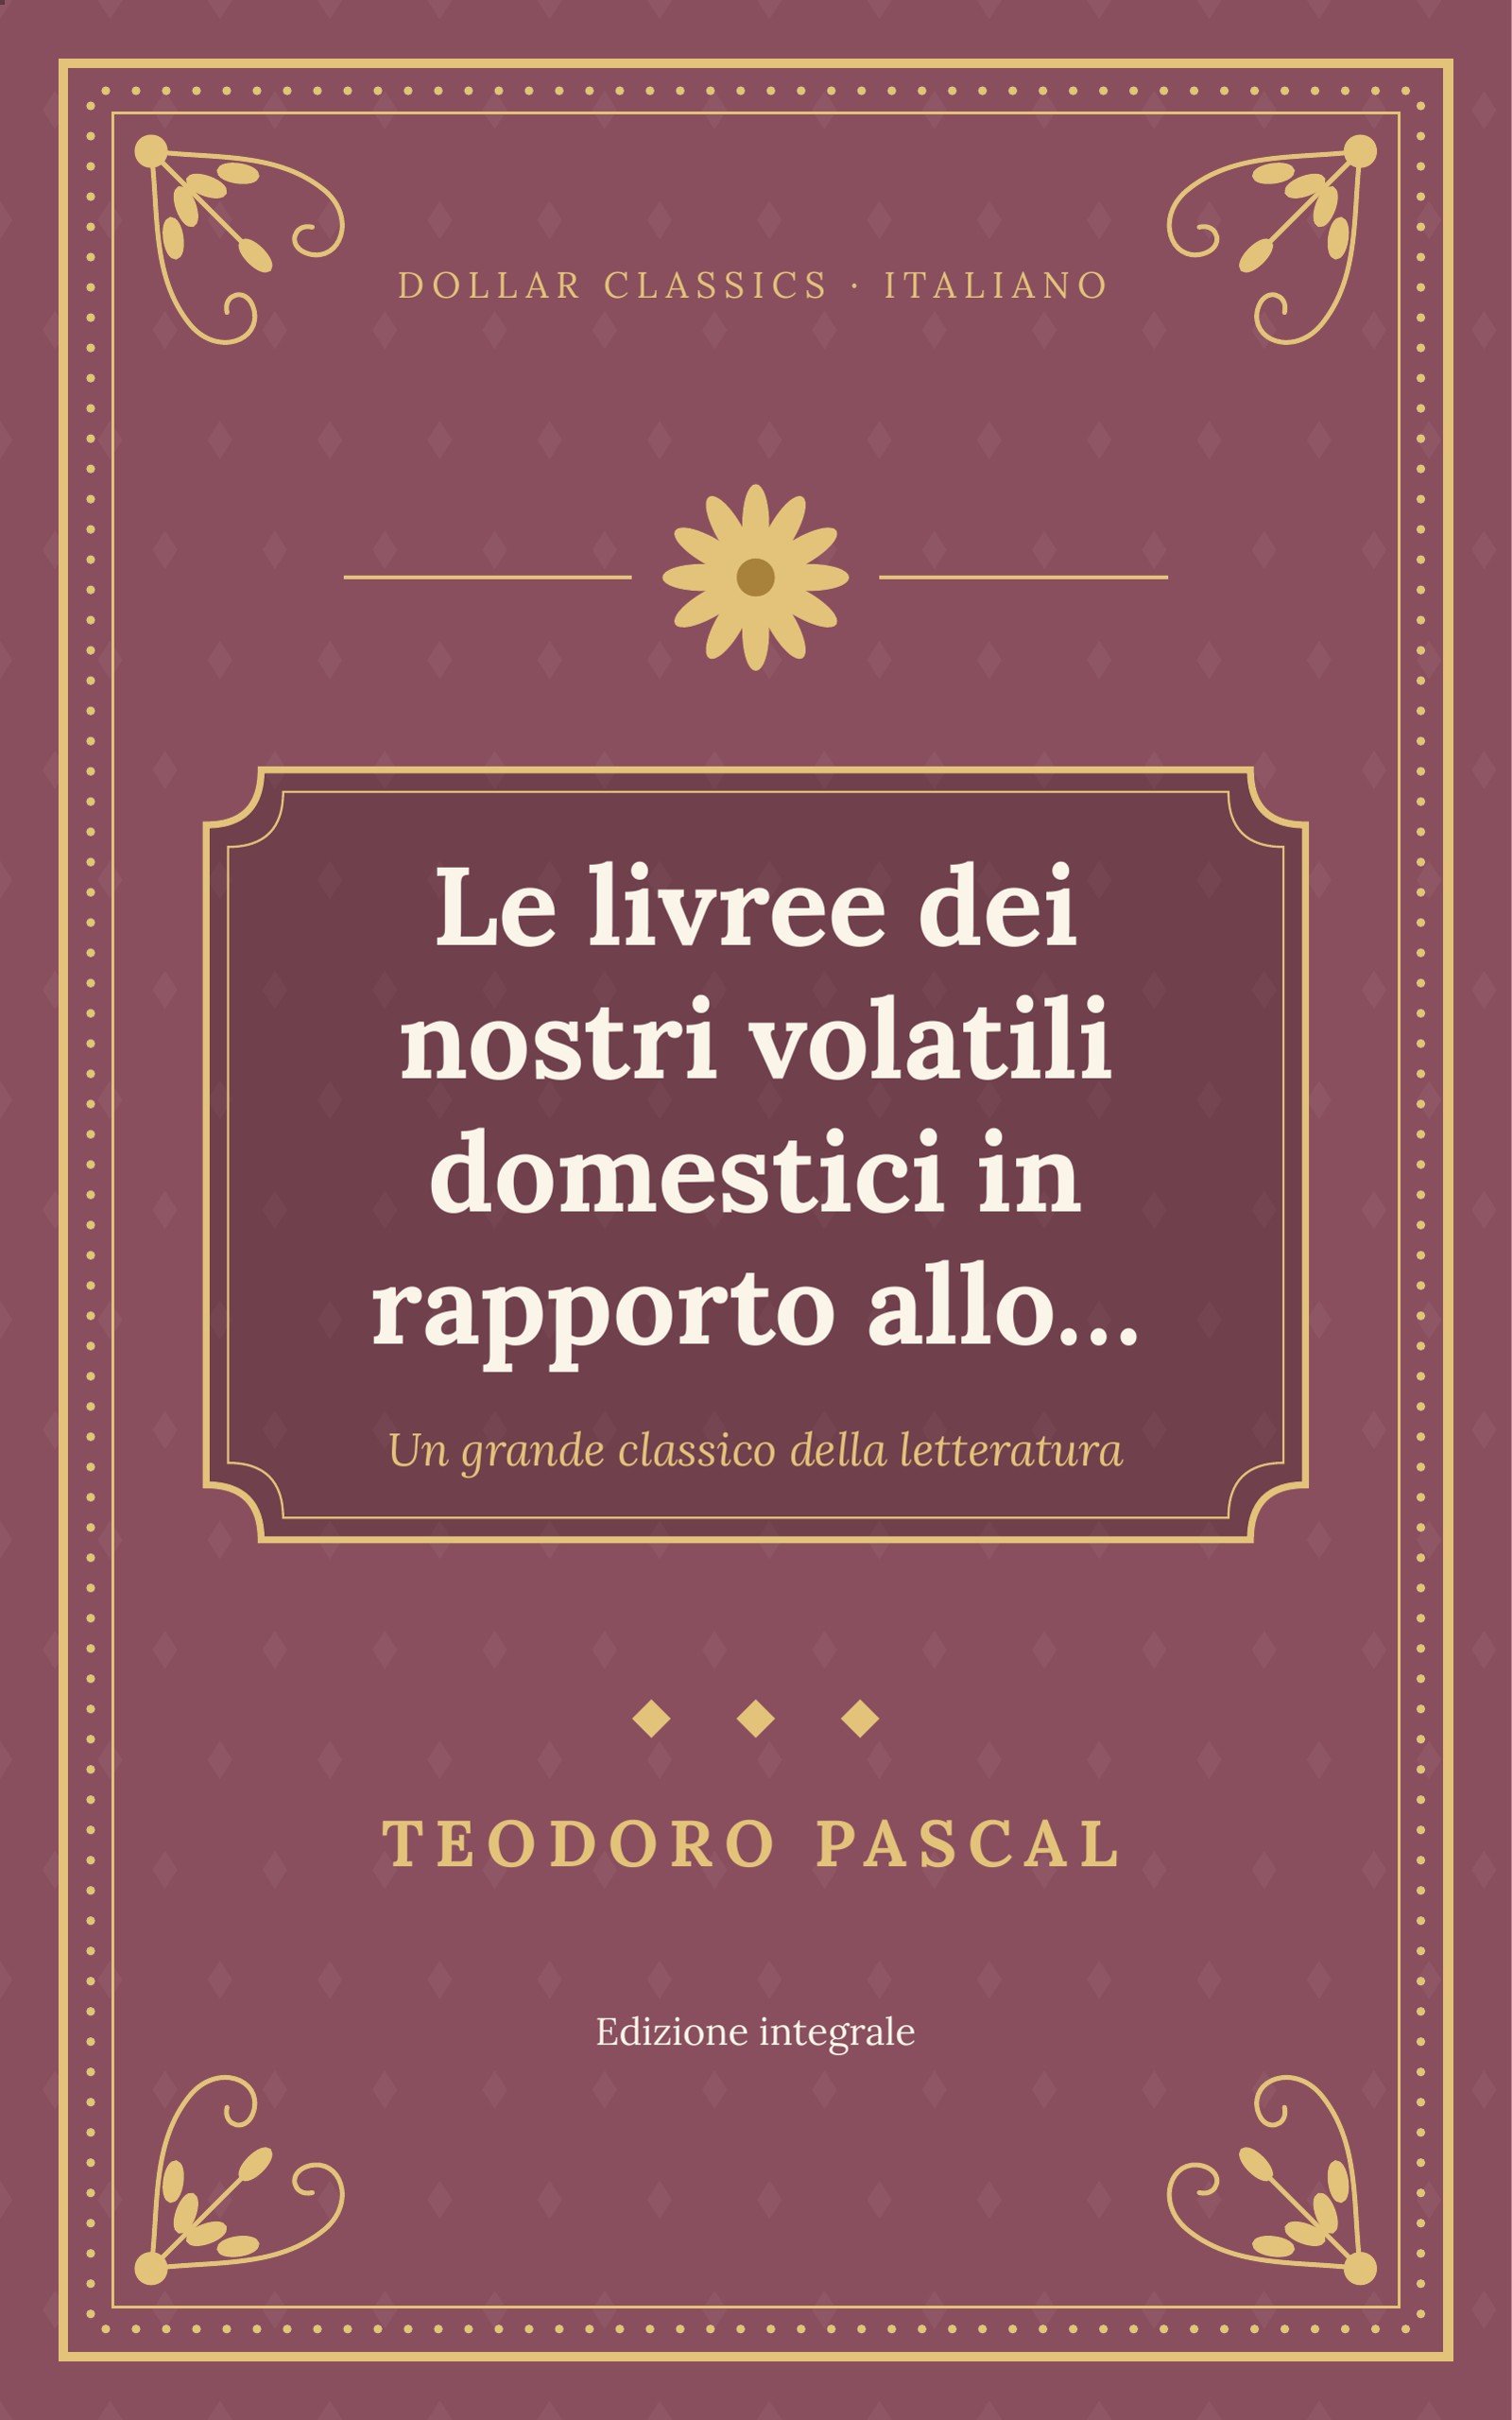 DOLLAR CLASSICS · ITALIANO
Le livree dei
nostri volatili
domestici in
rapporto allo...
Un grande classico della letteratura
TEODORO PASCAL
Edizione integrale